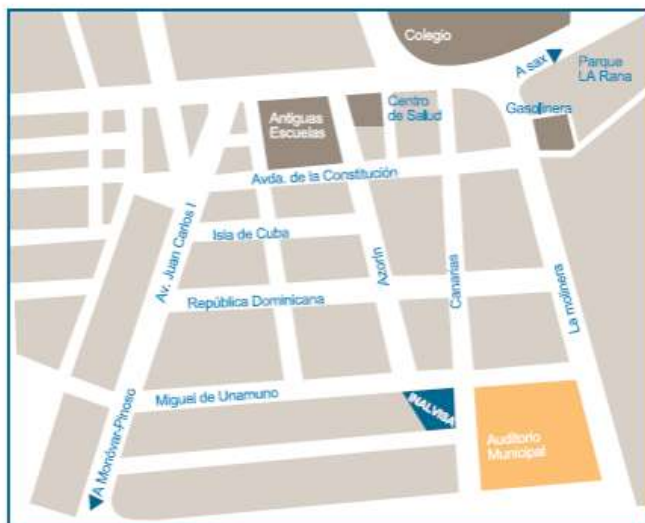 Colegio
A sax
Parque
LA Rana
Centro
de Salud
Gasolinera
Antiguas
Escuelas
Avda. de la Constitución
Av. Juan Carlos I
Isla de Cuba
Azorín
Canarias
La molinera
República Dominicana
Miguel de Unamuno
INALVISA
A Monóvar-Pinoso
Auditorio
Municipal